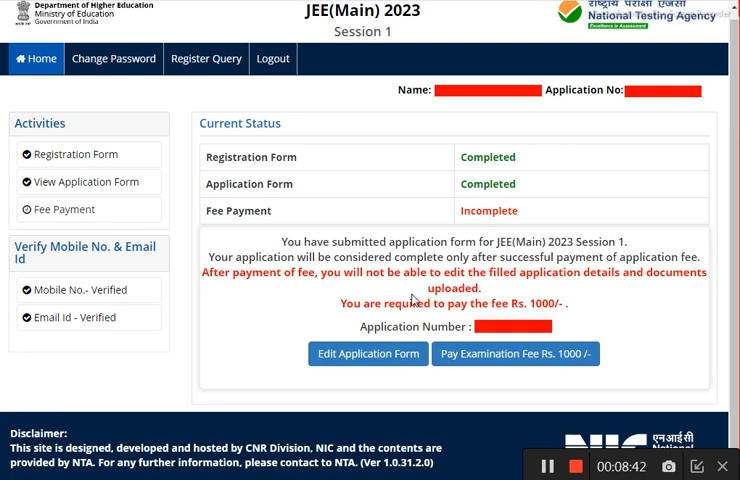 Department of Higher Education
Ministry of Education
Government of India
JEE(Main) 2023
Session 1
राष्ट्रीय परीक्षा एजेंसी
National Testing Agency
Excellence in Assessment
Home
Change Password
Register Query
Logout
Name:
Application No:
Activities
Registration Form
View Application Form
Fee Payment
Verify Mobile No. & Email
Id
Mobile No.- Verified
Email Id - Verified
Current Status
Registration Form Completed
Application Form Completed
Fee Payment Incomplete
You have submitted application form for JEE(Main) 2023 Session 1.
Your application will be considered complete only after successful payment of application fee.
After payment of fee, you will not be able to edit the filled application details and documents
uploaded.
You are required to pay the fee Rs. 1000/- .
Application Number :
Edit Application Form
Pay Examination Fee Rs. 1000 /-
Disclaimer:
This site is designed, developed and hosted by CNR Division, NIC and the contents are
provided by NTA. For any further information, please contact to NTA. (Ver 1.0.31.2.0)
NIC
एनआईसी
National
00:08:42